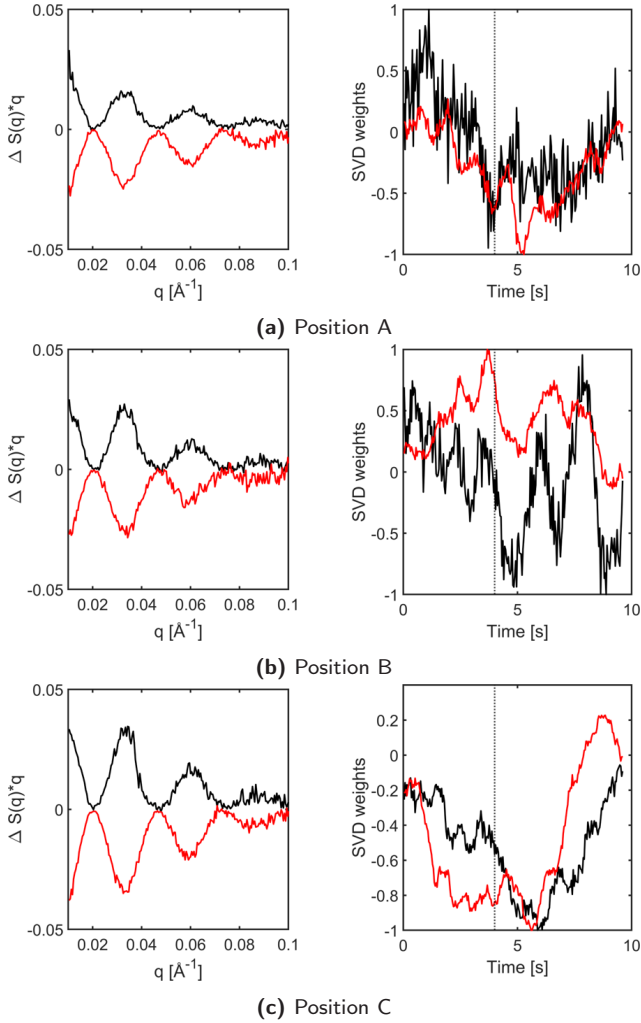 0.05
0
-0.05
Δ S(q)*q
0.02 0.04 0.06 0.08 0.1
q [Å⁻¹]
1
0.5
0
-0.5
-1
SVD weights
0 5 10
Time [s]
(a) Position A
0.05
0
-0.05
Δ S(q)*q
0.02 0.04 0.06 0.08 0.1
q [Å⁻¹]
1
0.5
0
-0.5
-1
SVD weights
0 5 10
Time [s]
(b) Position B
0.05
0
-0.05
Δ S(q)*q
0.02 0.04 0.06 0.08 0.1
q [Å⁻¹]
0.2
0
-0.2
-0.4
-0.6
-0.8
-1
SVD weights
0 5 10
Time [s]
(c) Position C